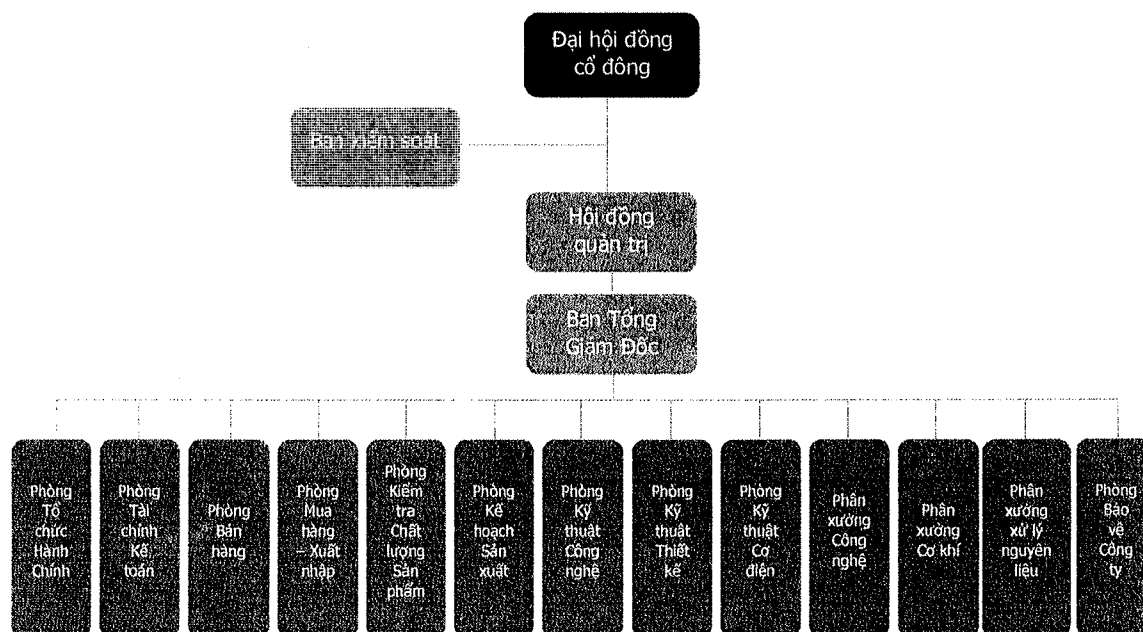 Đại hội đồng
cổ đông
Ban kiểm soát
Hội đồng
quản trị
Ban Tổng
Giám Đốc
Phòng
Tổ
chức
Hành
Chính
Phòng
Tài
chính
Kế
toán
Phòng
Bán
hàng
Phòng
Mua
hàng
– Xuất
nhập
Phòng
Kiểm
tra
Chất
lượng
Sản
phẩm
Phòng
Kế
hoạch
Sản
xuất
Phòng
Kỹ
thuật
Công
nghệ
Phòng
Kỹ
thuật
Thiết
kế
Phòng
Kỹ
thuật
Cơ
điện
Phân
xưởng
Công
nghệ
Phân
xưởng
Cơ khí
Phân
xưởng
xử lý
nguyên
liệu
Phòng
Bảo
vệ
Công
ty